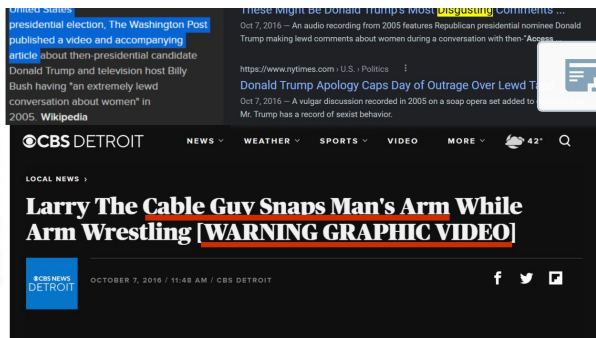 United States
presidential election, The Washington Post
published a video and accompanying
article about then-presidential candidate
Donald Trump and television host Billy
Bush having "an extremely lewd
conversation about women" in
2005. Wikipedia
These Might Be Donald Trump's Most Disgusting Comments ...
Oct 7, 2016 — An audio recording from 2005 features Republican presidential nominee Donald
Trump making lewd comments about women during a conversation with then-"Access
https://www.nytimes.com › U.S. › Politics
Donald Trump Apology Caps Day of Outrage Over Lewd
Oct 7, 2016 — A vulgar discussion recorded in 2005 on a soap opera set added to
Mr. Trump has a record of sexist behavior.
CBS DETROIT
NEWS
WEATHER
SPORTS
VIDEO
MORE
42°
LOCAL NEWS ›
Larry The Cable Guy Snaps Man's Arm While
Arm Wrestling [WARNING GRAPHIC VIDEO]
CBS NEWS
DETROIT
OCTOBER 7, 2016 / 11:48 AM / CBS DETROIT